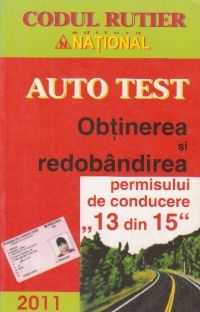 CODUL RUTIER
editura
NAȚIONAL
AUTO TEST
Obținerea
și
redobândirea
permisului
de conducere
„13 din 15“
2011